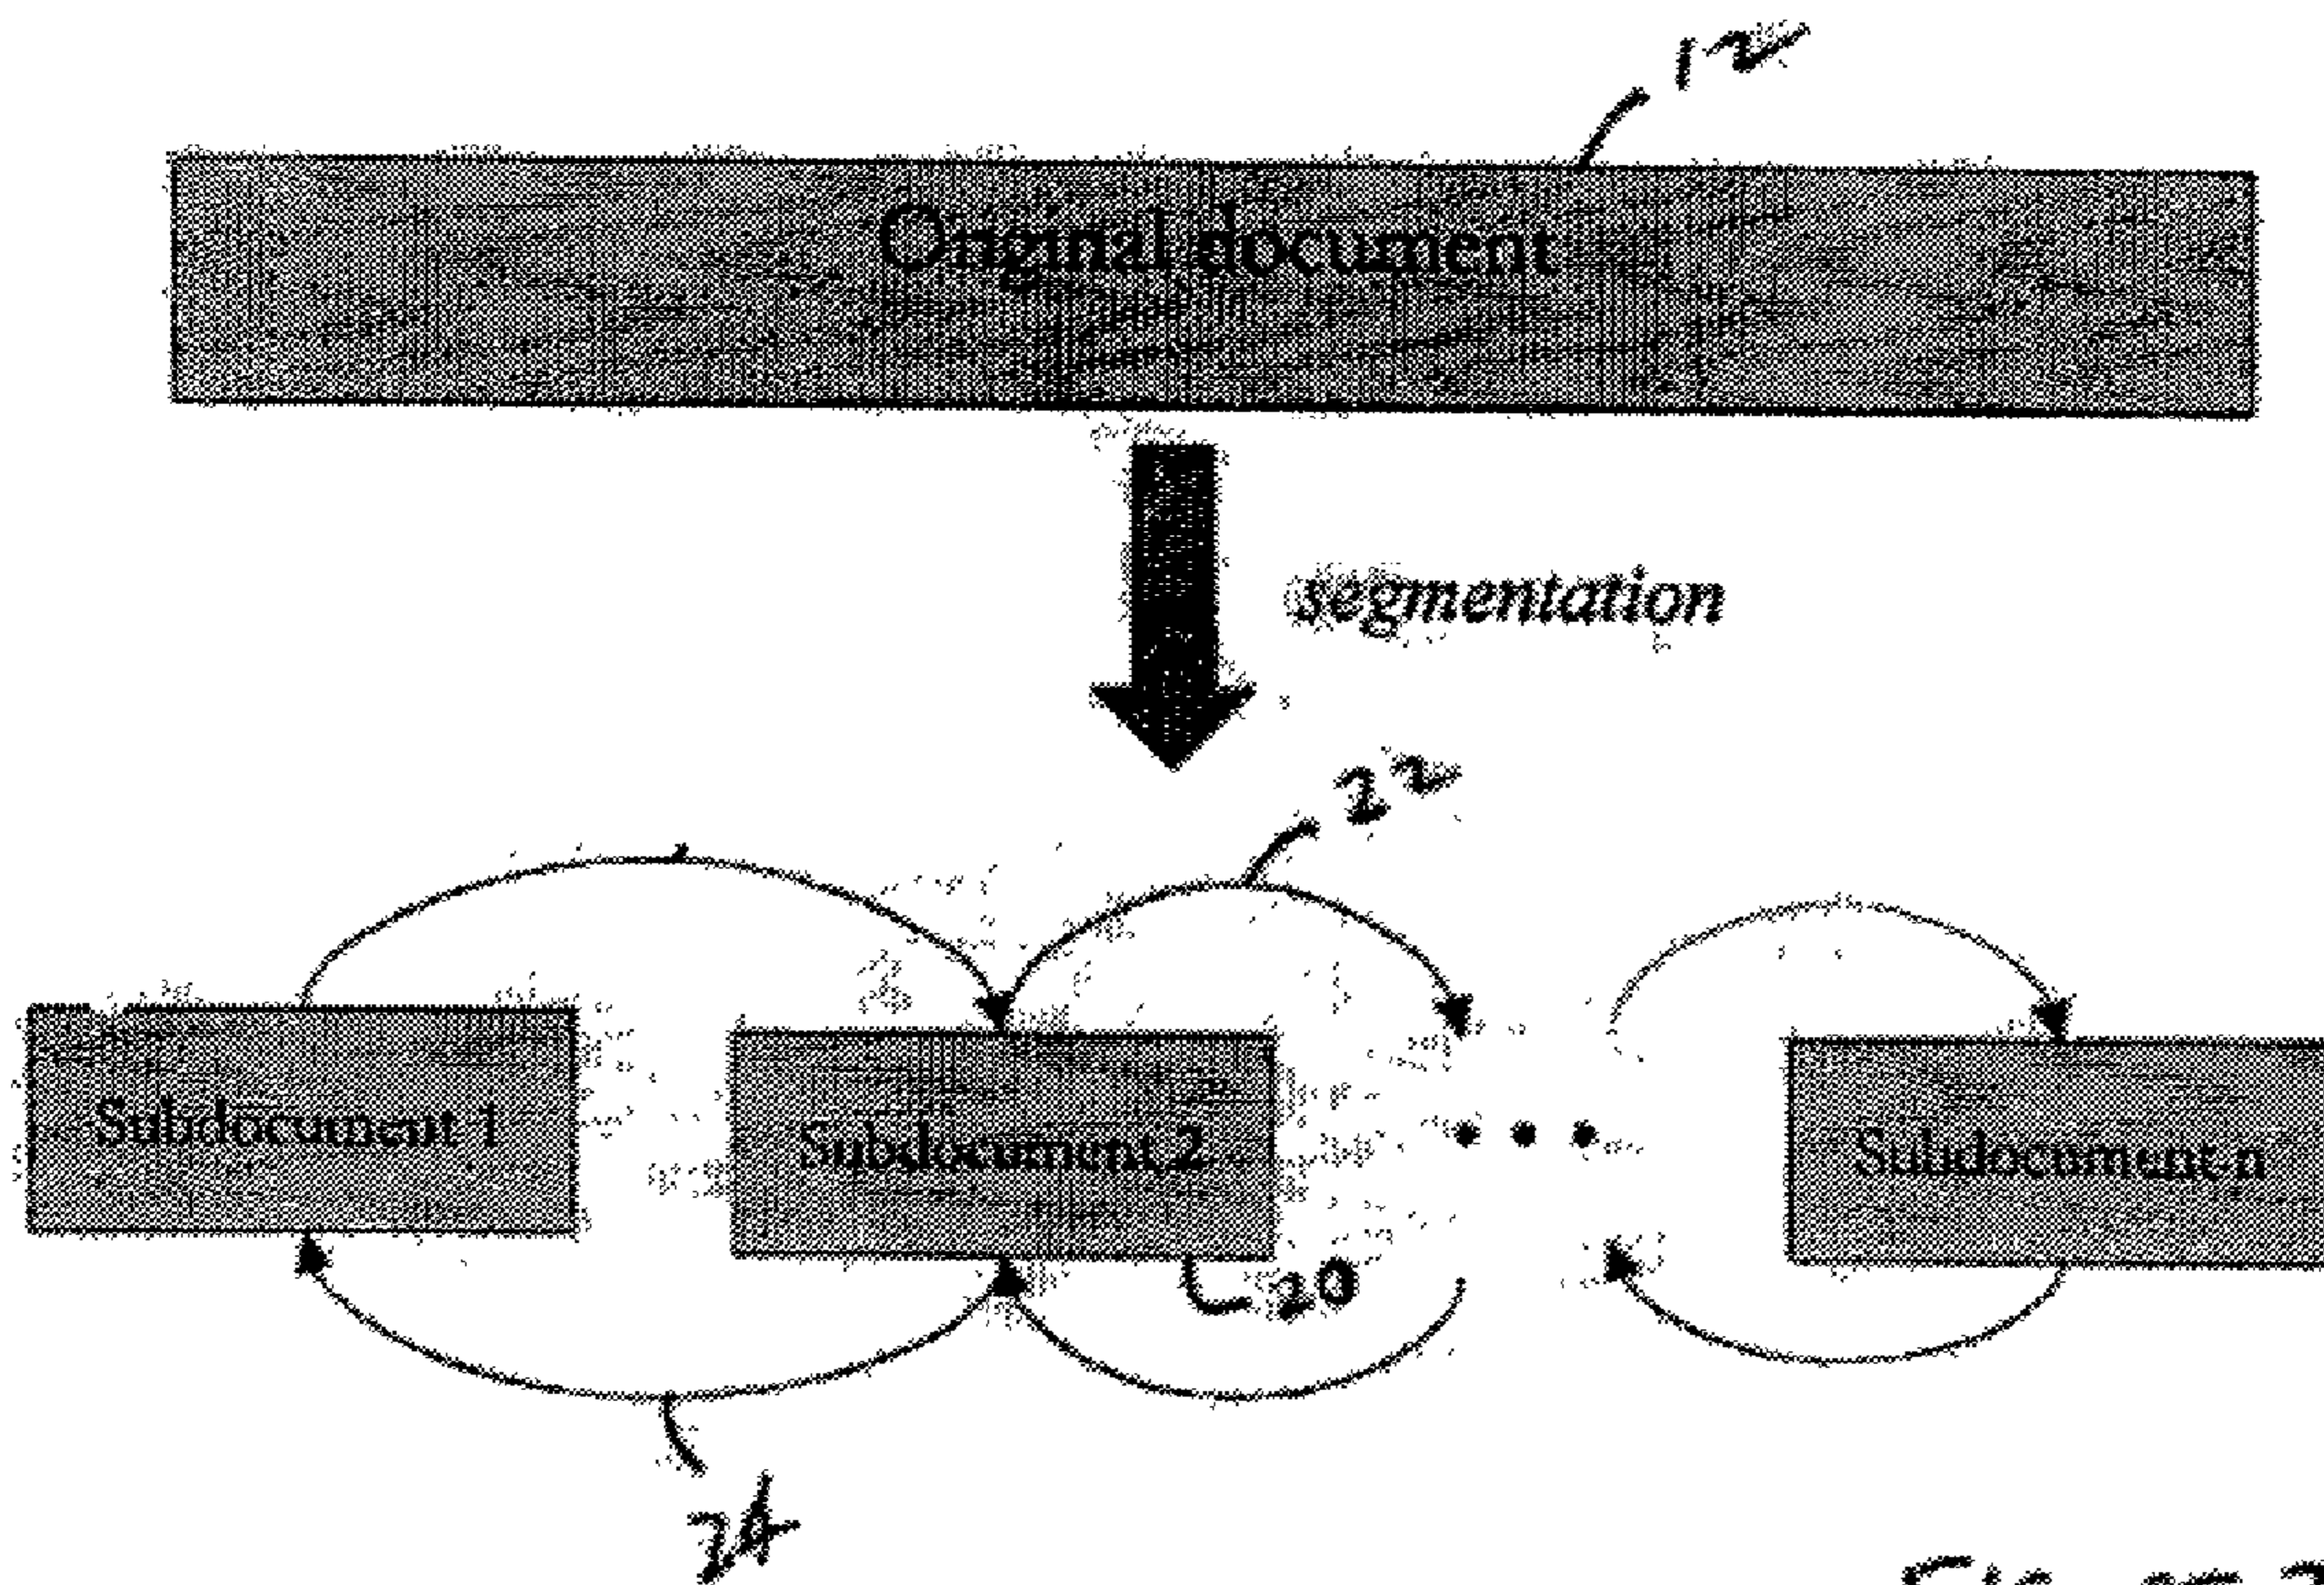 12
Original document
segmentation
22
Subdocument 1
Subdocument 2
Subdocument n
20
24